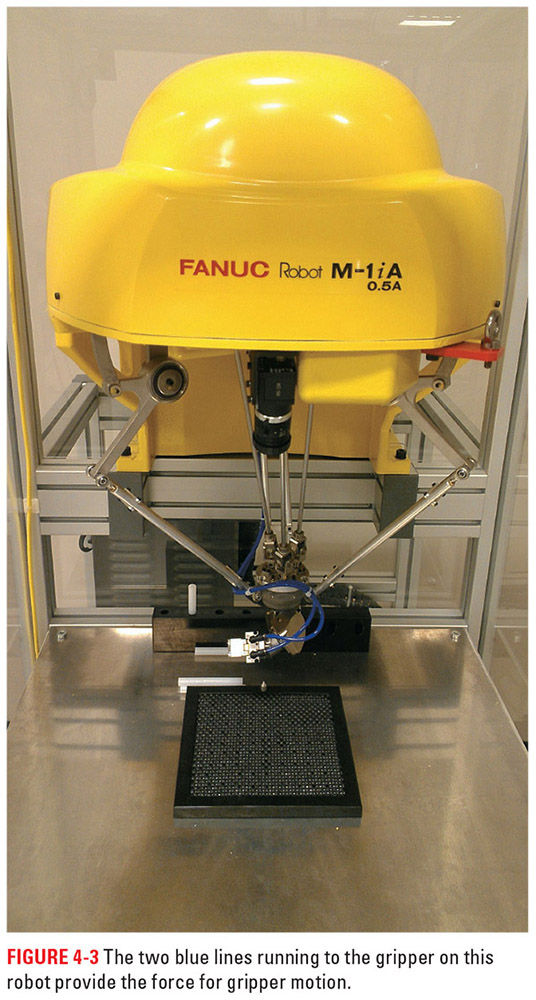 FANUC Robot M-1iA
0.5A
FIGURE 4-3 The two blue lines running to the gripper on this
robot provide the force for gripper motion.